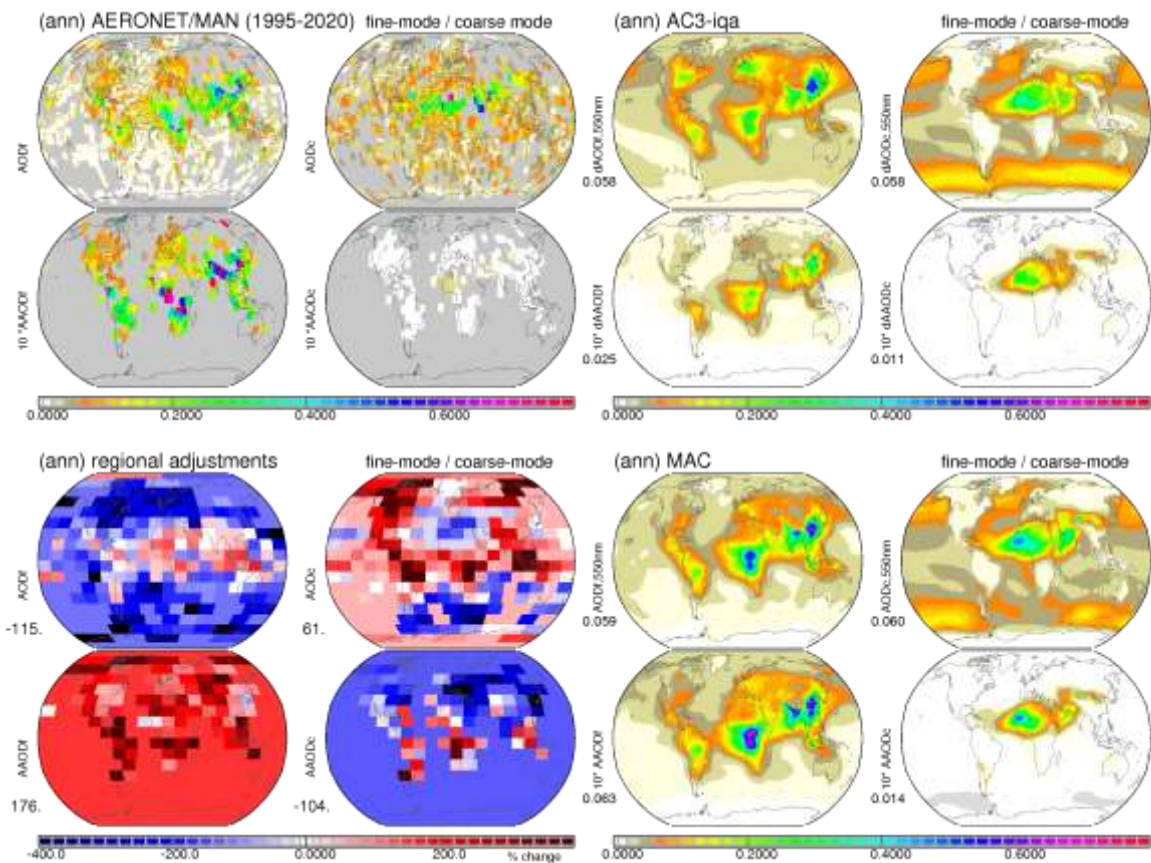 (ann) AERONET/MAN (1995-2020) fine-mode / coarse mode
AODf
AODc
10 *AAODf
10 *AAODc
0.0000 0.2000 0.4000 0.6000
(ann) AC3-iqa
dAODf,550nm
0.058
dAODc,550nm
0.058
10* dAAODf
0.025
10* dAAODc
0.011
0.0000 0.2000 0.4000 0.6000
(ann) regional adjustments fine-mode / coarse-mode
AODf
-115.
AODc
61.
AAODf
176.
AAODc
-104.
-400.0 -200.0 0.0000 200.0 % change
(ann) MAC fine-mode / coarse-mode
AODf,550nm
0.059
AODc,550nm
0.060
10* AAODf
0.063
10* AAODc
0.014
0.0000 0.2000 0.4000 0.6000